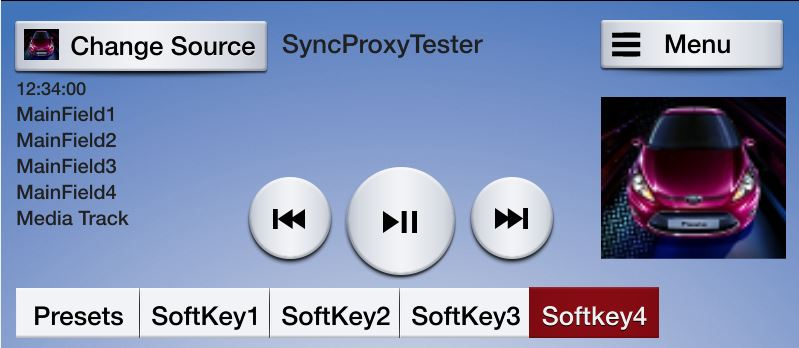 Change Source
SyncProxyTester
Menu
12:34:00
MainField1
MainField2
MainField3
MainField4
Media Track
Presets
SoftKey1
SoftKey2
SoftKey3
Softkey4